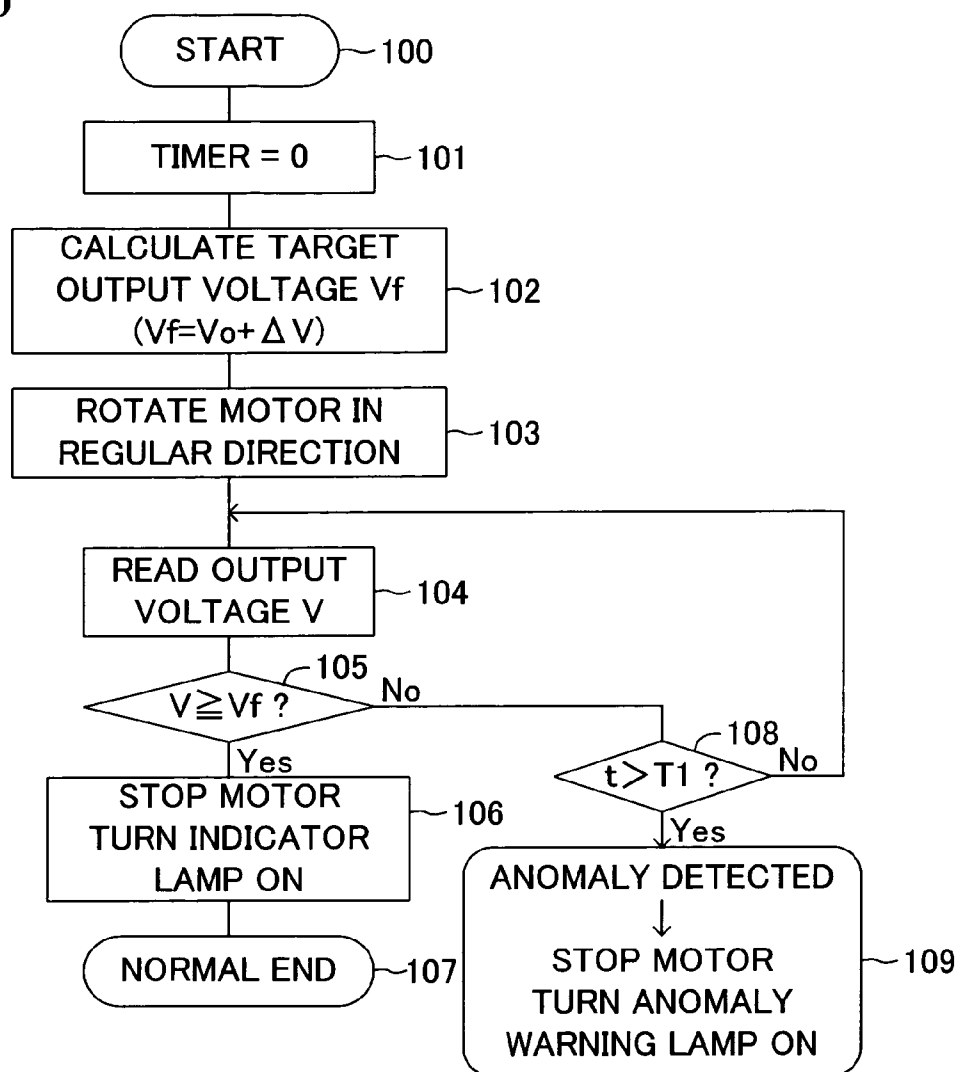 START
100
TIMER = 0
101
CALCULATE TARGET
OUTPUT VOLTAGE Vf
(Vf=Vo+ΔV)
102
ROTATE MOTOR IN
REGULAR DIRECTION
103
READ OUTPUT
VOLTAGE V
104
105
V≧Vf ?
No
Yes
108
t>T1 ?
No
Yes
STOP MOTOR
TURN INDICATOR
LAMP ON
106
NORMAL END
107
ANOMALY DETECTED
STOP MOTOR
TURN ANOMALY
WARNING LAMP ON
109